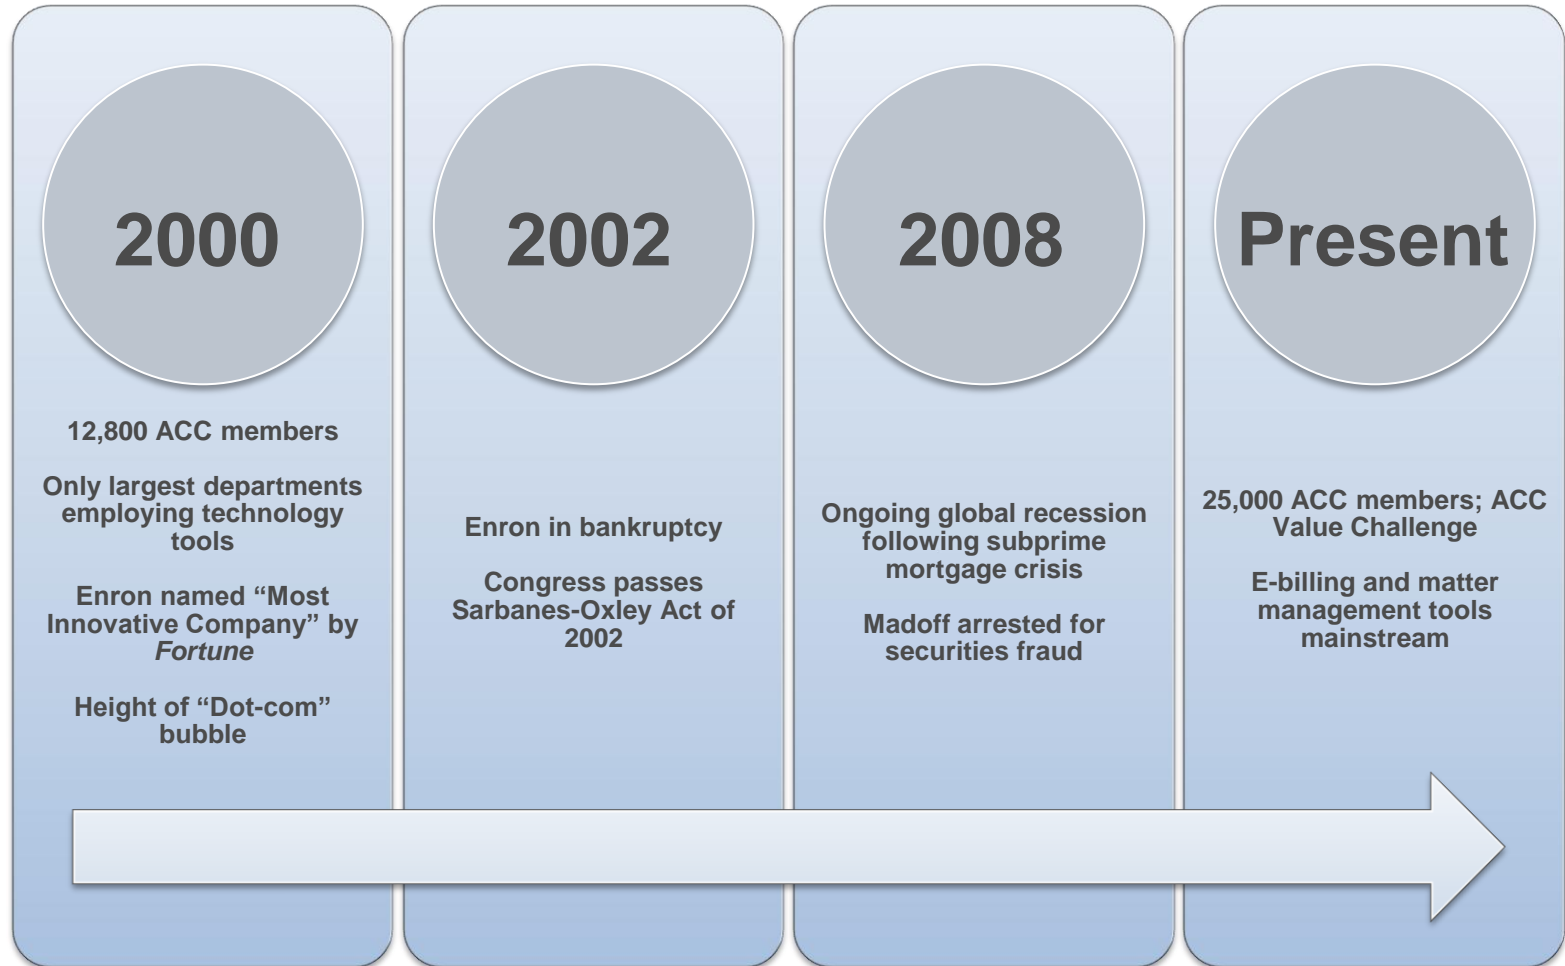 2000
12,800 ACC members
Only largest departments
employing technology
tools
Enron named “Most
Innovative Company” by
Fortune
Height of “Dot-com”
bubble
2002
Enron in bankruptcy
Congress passes
Sarbanes-Oxley Act of
2002
2008
Ongoing global recession
following subprime
mortgage crisis
Madoff arrested for
securities fraud
Present
25,000 ACC members; ACC
Value Challenge
E-billing and matter
management tools
mainstream